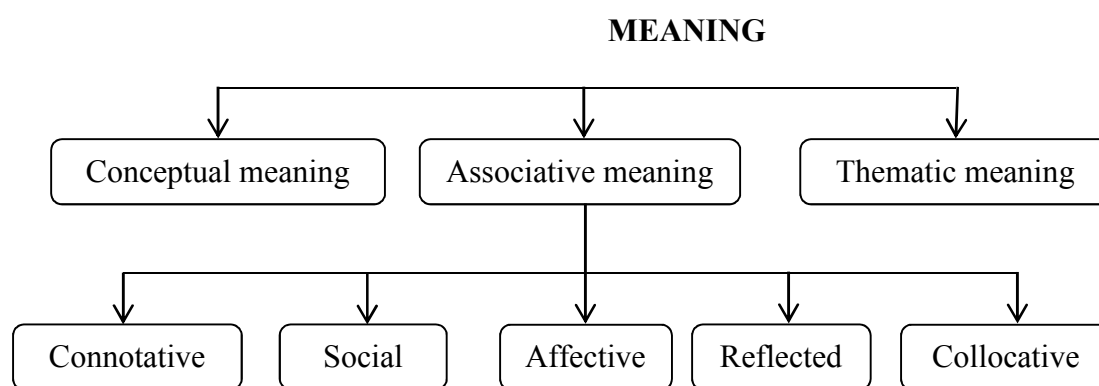 MEANING
Conceptual meaning
Associative meaning
Thematic meaning
Connotative
Social
Affective
Reflected
Collocative